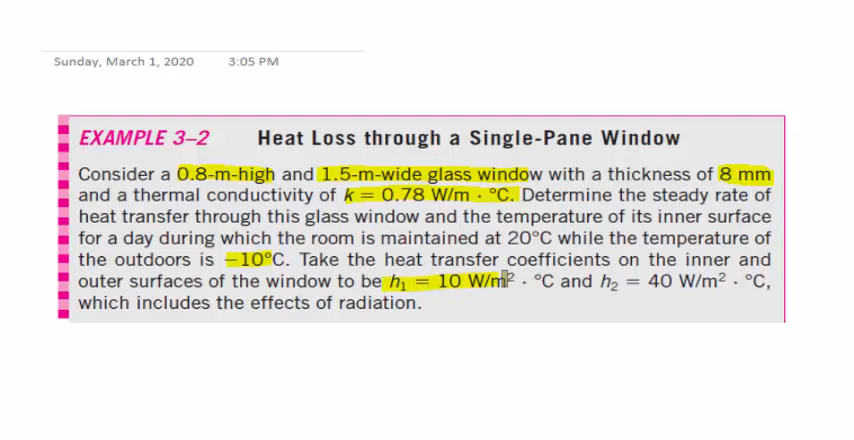 Sunday, March 1, 2020 3:05 PM
EXAMPLE 3–2 Heat Loss through a Single-Pane Window
Consider a 0.8-m-high and 1.5-m-wide glass window with a thickness of 8 mm
and a thermal conductivity of k = 0.78 W/m · °C. Determine the steady rate of
heat transfer through this glass window and the temperature of its inner surface
for a day during which the room is maintained at 20°C while the temperature of
the outdoors is −10°C. Take the heat transfer coefficients on the inner and
outer surfaces of the window to be h₁ = 10 W/m² · °C and h₂ = 40 W/m² · °C,
which includes the effects of radiation.